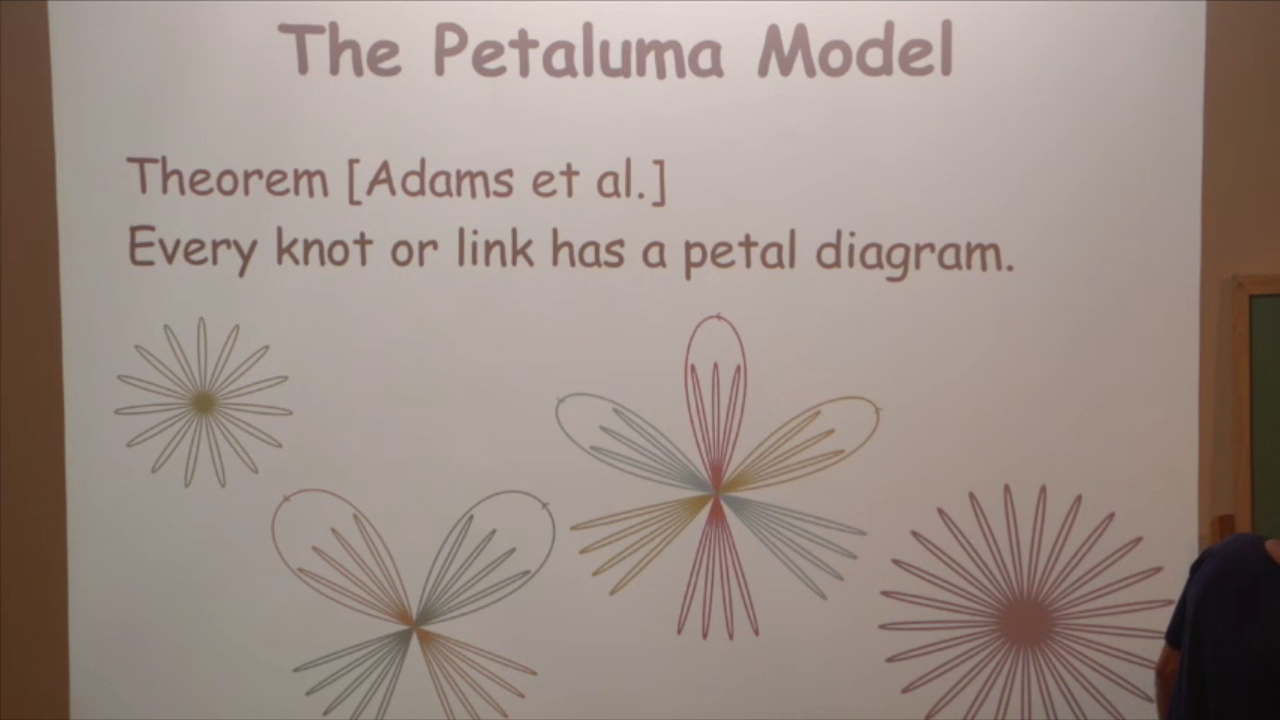 The Petaluma Model
Theorem [Adams et al.]
Every knot or link has a petal diagram.